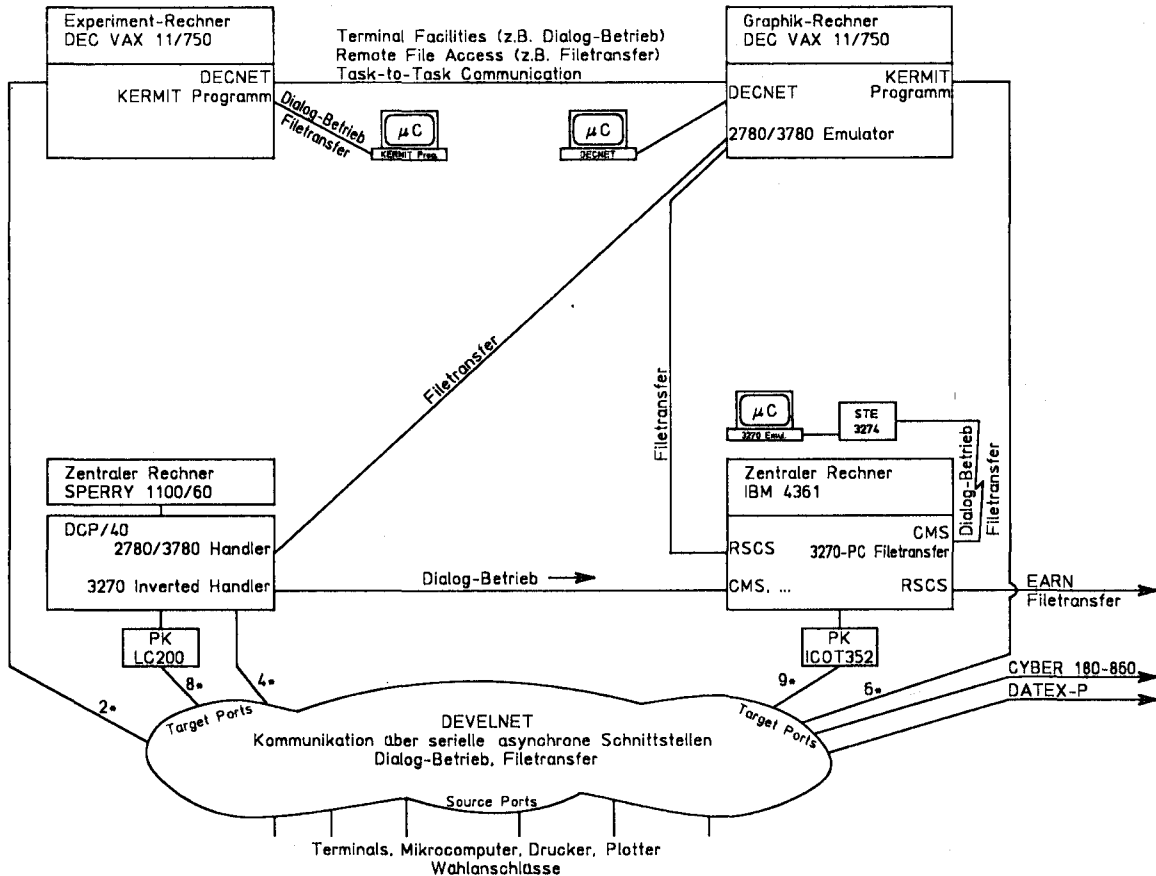 Experiment-Rechner
DEC VAX 11/750
DECNET
KERMIT Programm
Terminal Facilities (z.B. Dialog-Betrieb)
Remote File Access (z.B. Filetransfer)
Task-to-Task Communication
Graphik-Rechner
DEC VAX 11/750
KERMIT
Programm
DECNET
2780/3780 Emulator
Dialog-Betrieb
Filetransfer
µC
KERMIT Prog.
µC
DECNET
Filetransfer
Filetransfer
µC
3270 Emul.
STE
3274
Dialog-Betrieb
Filetransfer
Zentraler Rechner
SPERRY 1100/60
DCP/40
2780/3780 Handler
3270 Inverted Handler
Dialog-Betrieb
Zentraler Rechner
IBM 4361
CMS
RSCS
3270-PC Filetransfer
CMS, ...
RSCS
EARN
Filetransfer
PK
LC200
PK
ICOT352
2*
8*
4*
9*
6*
CYBER 180-860
DATEX-P
Target Ports
Target Ports
DEVELNET
Kommunikation über serielle asynchrone Schnittstellen
Dialog-Betrieb, Filetransfer
Source Ports
Terminals, Mikrocomputer, Drucker, Plotter
Wählanschlüsse